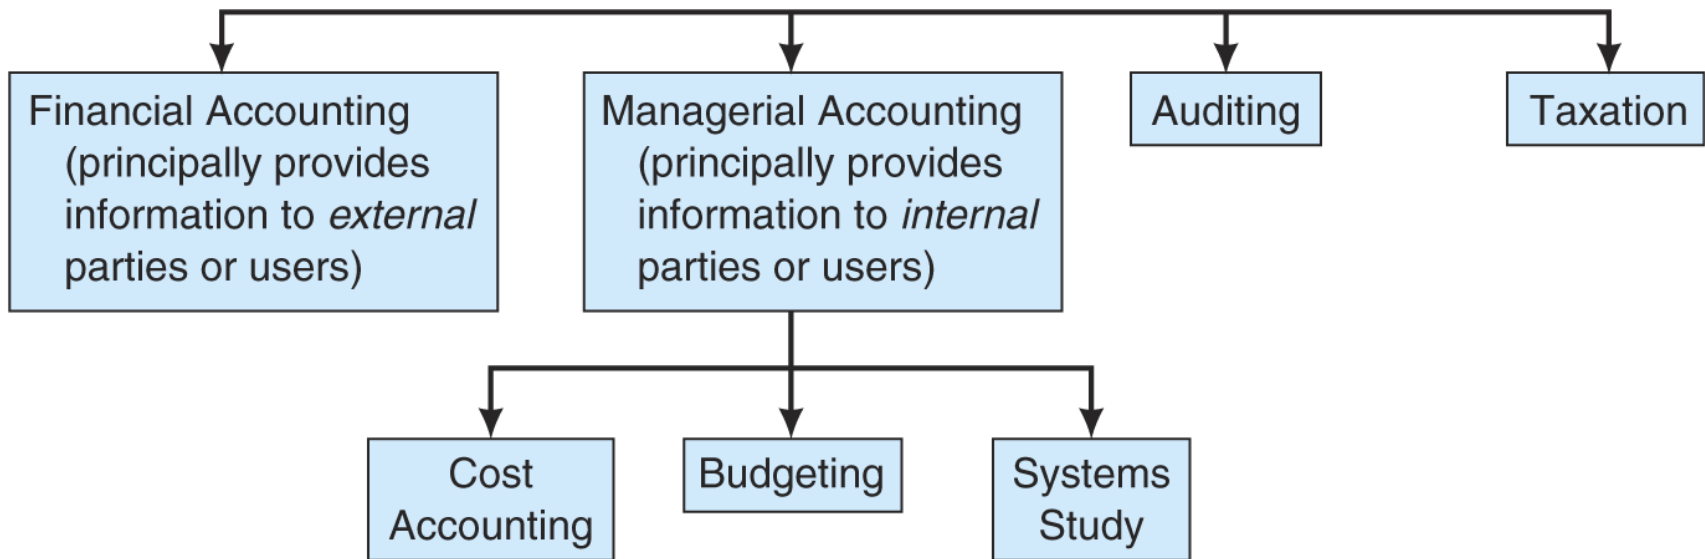 Financial Accounting
(principally provides
information to external
parties or users)
Managerial Accounting
(principally provides
information to internal
parties or users)
Auditing
Taxation
Cost
Accounting
Budgeting
Systems
Study